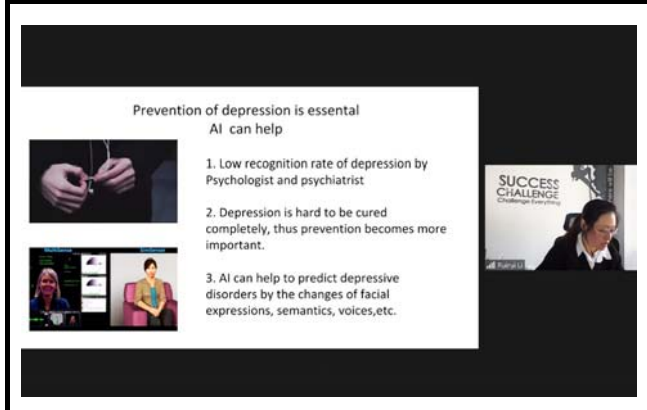 Prevention of depression is essental
AI can help
1. Low recognition rate of depression by
Psychologist and psychiatrist
2. Depression is hard to be cured
completely, thus prevention becomes more
important.
3. AI can help to predict depressive
disorders by the changes of facial
expressions, semantics, voices,etc.
MultiSense
SimSensei
SUCCESS
CHALLENGE
Challenge Everything